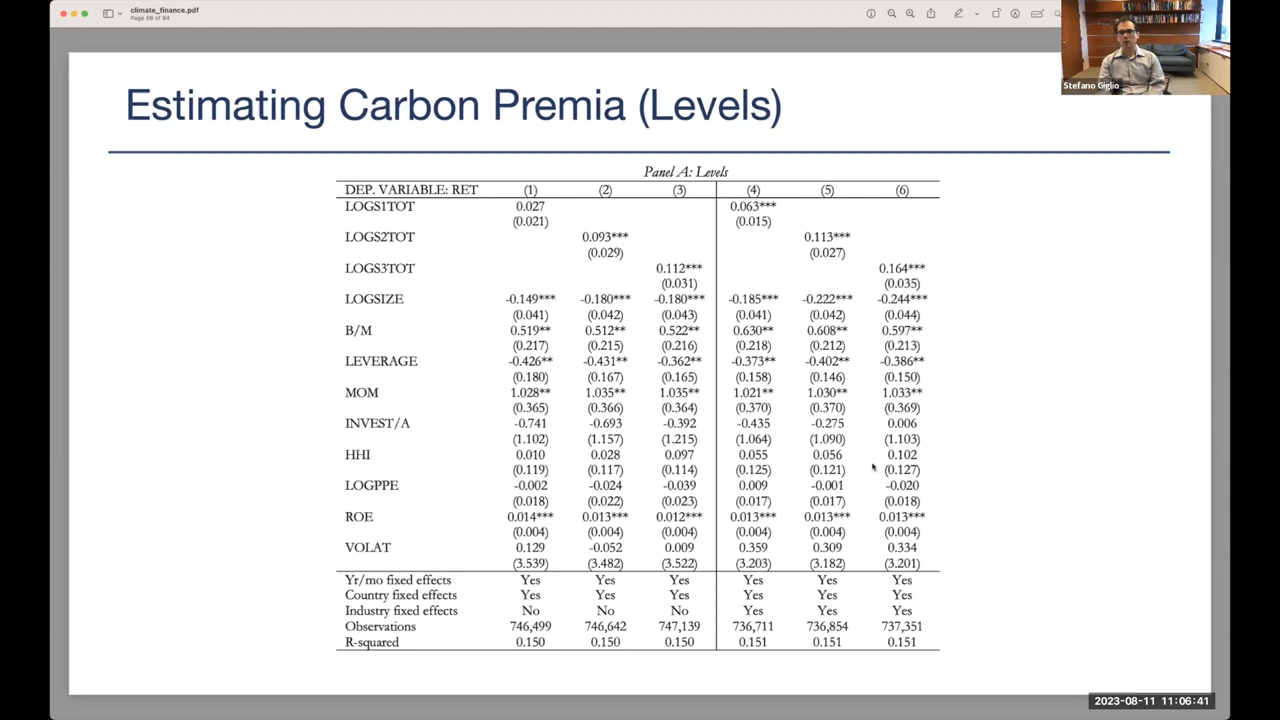 climate_finance.pdf
Page 58 of 94
Stefano Giglio
Estimating Carbon Premia (Levels)
Panel A: Levels
DEP. VARIABLE: RET (1) (2) (3) (4) (5) (6)
LOGS1TOT 0.027 0.063***
(0.021) (0.015)
LOGS2TOT 0.093*** 0.113***
(0.029) (0.027)
LOGS3TOT 0.112*** 0.164***
(0.031) (0.035)
LOGSIZE -0.149*** -0.180*** -0.180*** -0.185*** -0.222*** -0.244***
(0.041) (0.042) (0.043) (0.041) (0.042) (0.044)
B/M 0.519** 0.512** 0.522** 0.630** 0.608** 0.597**
(0.217) (0.215) (0.216) (0.218) (0.212) (0.213)
LEVERAGE -0.426** -0.431** -0.362** -0.373** -0.402** -0.386**
(0.180) (0.167) (0.165) (0.158) (0.146) (0.150)
MOM 1.028** 1.035** 1.035** 1.021** 1.030** 1.033**
(0.365) (0.366) (0.364) (0.370) (0.370) (0.369)
INVEST/A -0.741 -0.693 -0.392 -0.435 -0.275 0.006
(1.102) (1.157) (1.215) (1.064) (1.090) (1.103)
HHI 0.010 0.028 0.097 0.055 0.056 0.102
(0.119) (0.117) (0.114) (0.125) (0.121) (0.127)
LOGPPE -0.002 -0.024 -0.039 0.009 -0.001 -0.020
(0.018) (0.022) (0.023) (0.017) (0.017) (0.018)
ROE 0.014*** 0.013*** 0.012*** 0.013*** 0.013*** 0.013***
(0.004) (0.004) (0.004) (0.004) (0.004) (0.004)
VOLAT 0.129 -0.052 0.009 0.359 0.309 0.334
(3.539) (3.482) (3.522) (3.203) (3.182) (3.201)
Yr/mo fixed effects Yes Yes Yes Yes Yes Yes
Country fixed effects Yes Yes Yes Yes Yes Yes
Industry fixed effects No No No Yes Yes Yes
Observations 746,499 746,642 747,139 736,711 736,854 737,351
R-squared 0.150 0.150 0.150 0.151 0.151 0.151
2023-08-11 11:06:41